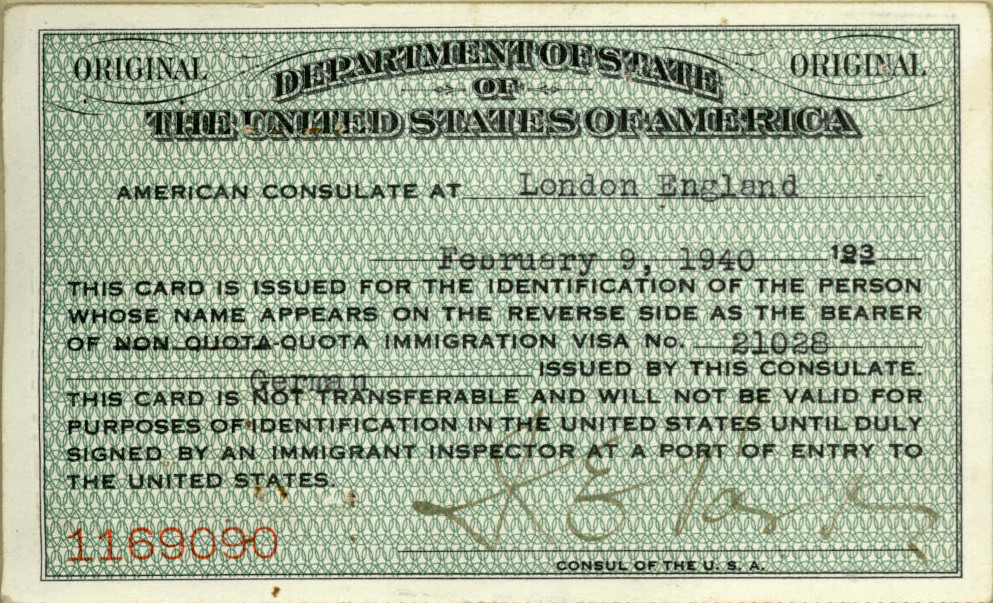 ORIGINAL DEPARTMENT OF STATE ORIGINAL
OF
THE UNITED STATES OF AMERICA
AMERICAN CONSULATE AT London England
February 9, 1940 193
THIS CARD IS ISSUED FOR THE IDENTIFICATION OF THE PERSON
WHOSE NAME APPEARS ON THE REVERSE SIDE AS THE BEARER
OF NON QUOTA-QUOTA IMMIGRATION VISA No. 21028
German ISSUED BY THIS CONSULATE.
THIS CARD IS NOT TRANSFERABLE AND WILL NOT BE VALID FOR
PURPOSES OF IDENTIFICATION IN THE UNITED STATES UNTIL DULY
SIGNED BY AN IMMIGRANT INSPECTOR AT A PORT OF ENTRY TO
THE UNITED STATES.
1169090
CONSUL OF THE U. S. A.